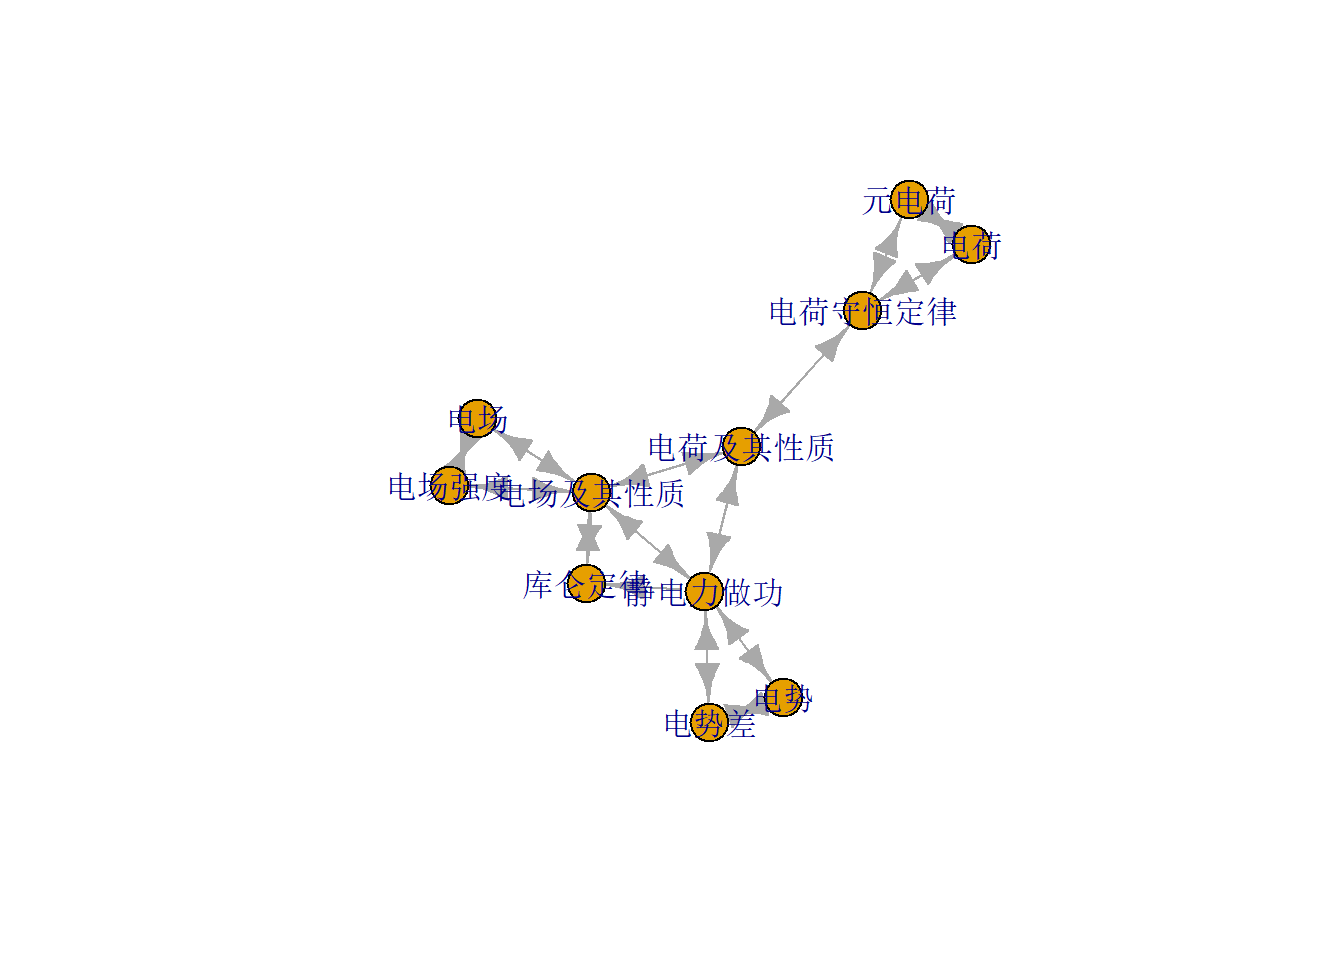 元电荷
电荷
电荷守恒定律
电场
电荷及其性质
电场强度
电场及其性质
库仑定律
静电力做功
电势
电势差